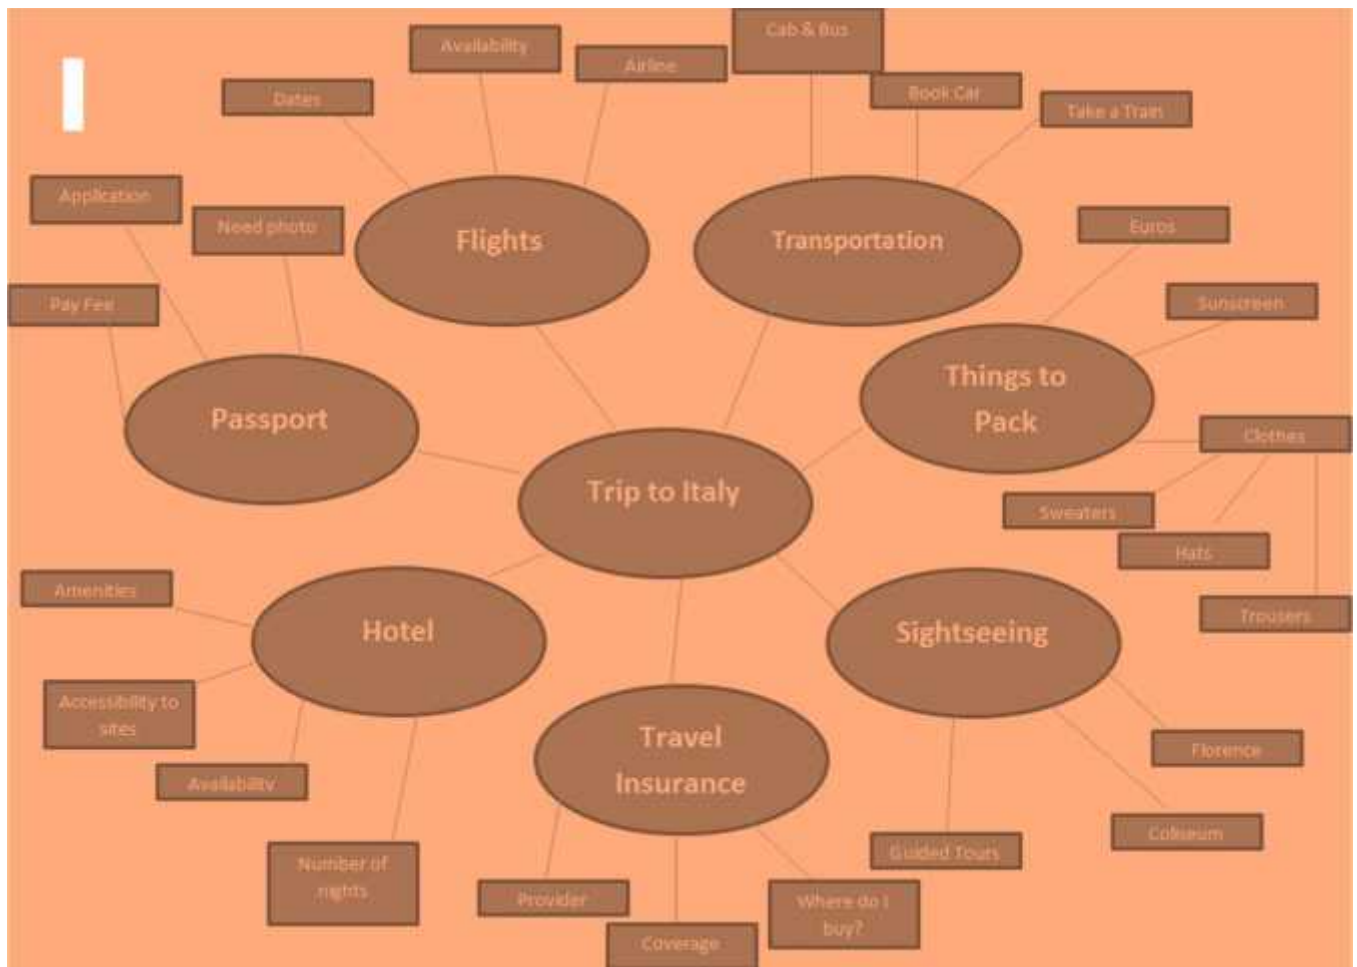 Cab & Bus
Availability
Airline
Dates
Book Car
Take a Train
Application
Need photo
Flights
Transportation
Euros
Pay Fee
Sunscreen
Passport
Things to
Pack
Clothes
Trip to Italy
Sweaters
Hats
Amenities
Trousers
Hotel
Sightseeing
Accessibility to
sites
Availability
Travel
Insurance
Florence
Coliseum
Guided Tours
Number of
nights
Provider
Where do I
buy?
Coverage